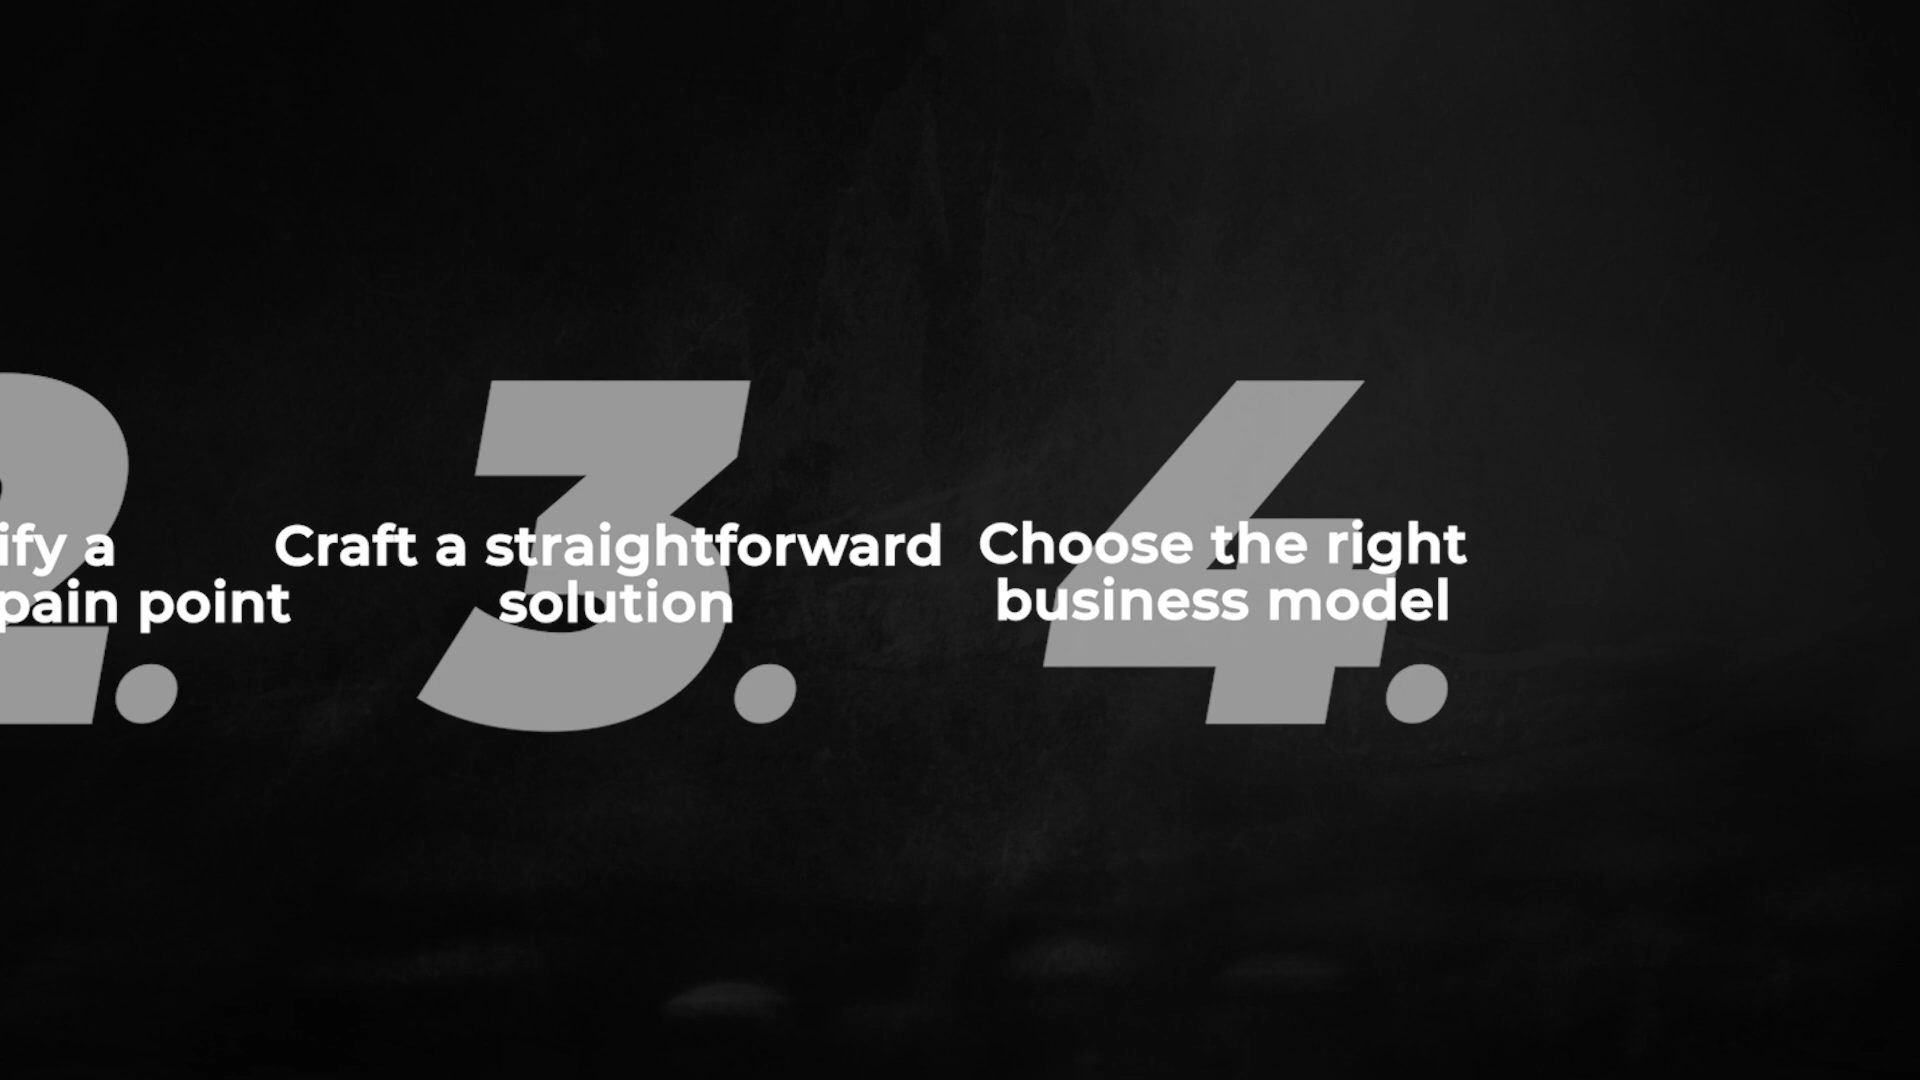 2.
ify a
pain point
3.
Craft a straightforward
solution
4.
Choose the right
business model